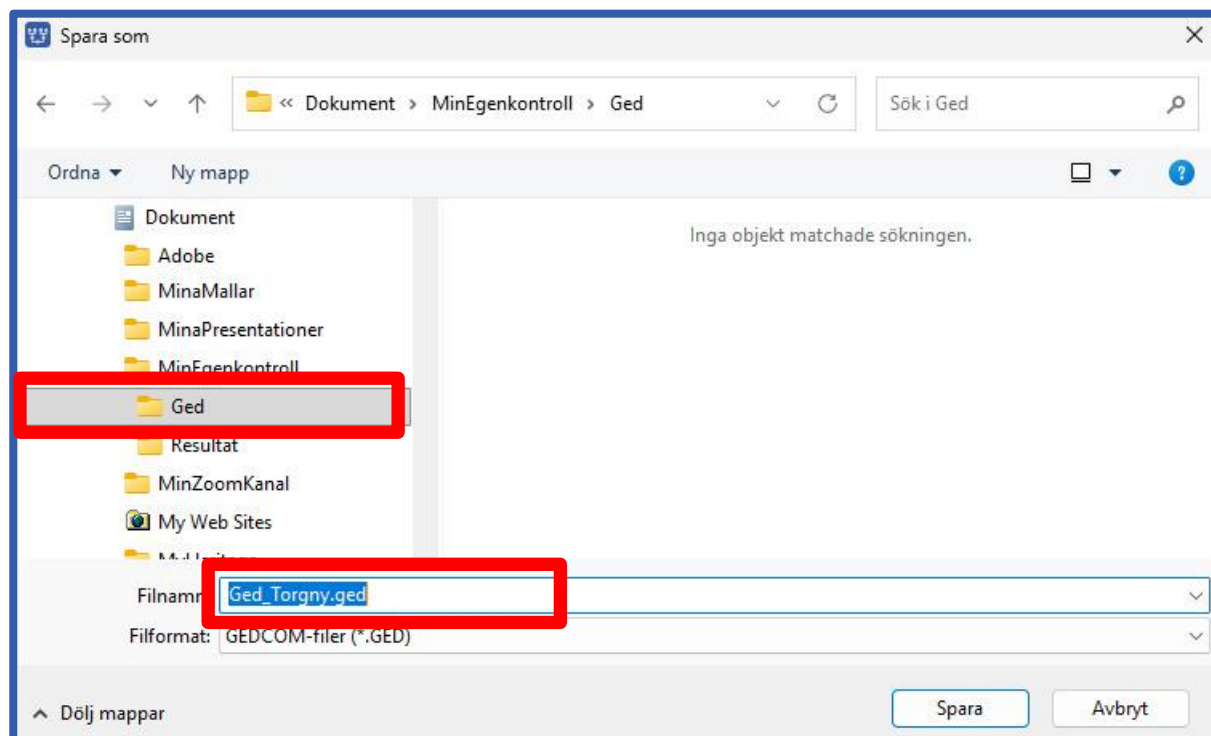 Spara som
« Dokument > MinEgenkontroll > Ged
Sök i Ged
Ordna
Ny mapp
Dokument
Adobe
MinaMallar
MinaPresentationer
MinEgenkontroll
Ged
Resultat
MinZoomKanal
My Web Sites
MyHeritage
Inga objekt matchade sökningen.
Filnamn
Ged_Torgny.ged
Filformat: GEDCOM-filer (*.GED)
Dölj mappar
Spara
Avbryt